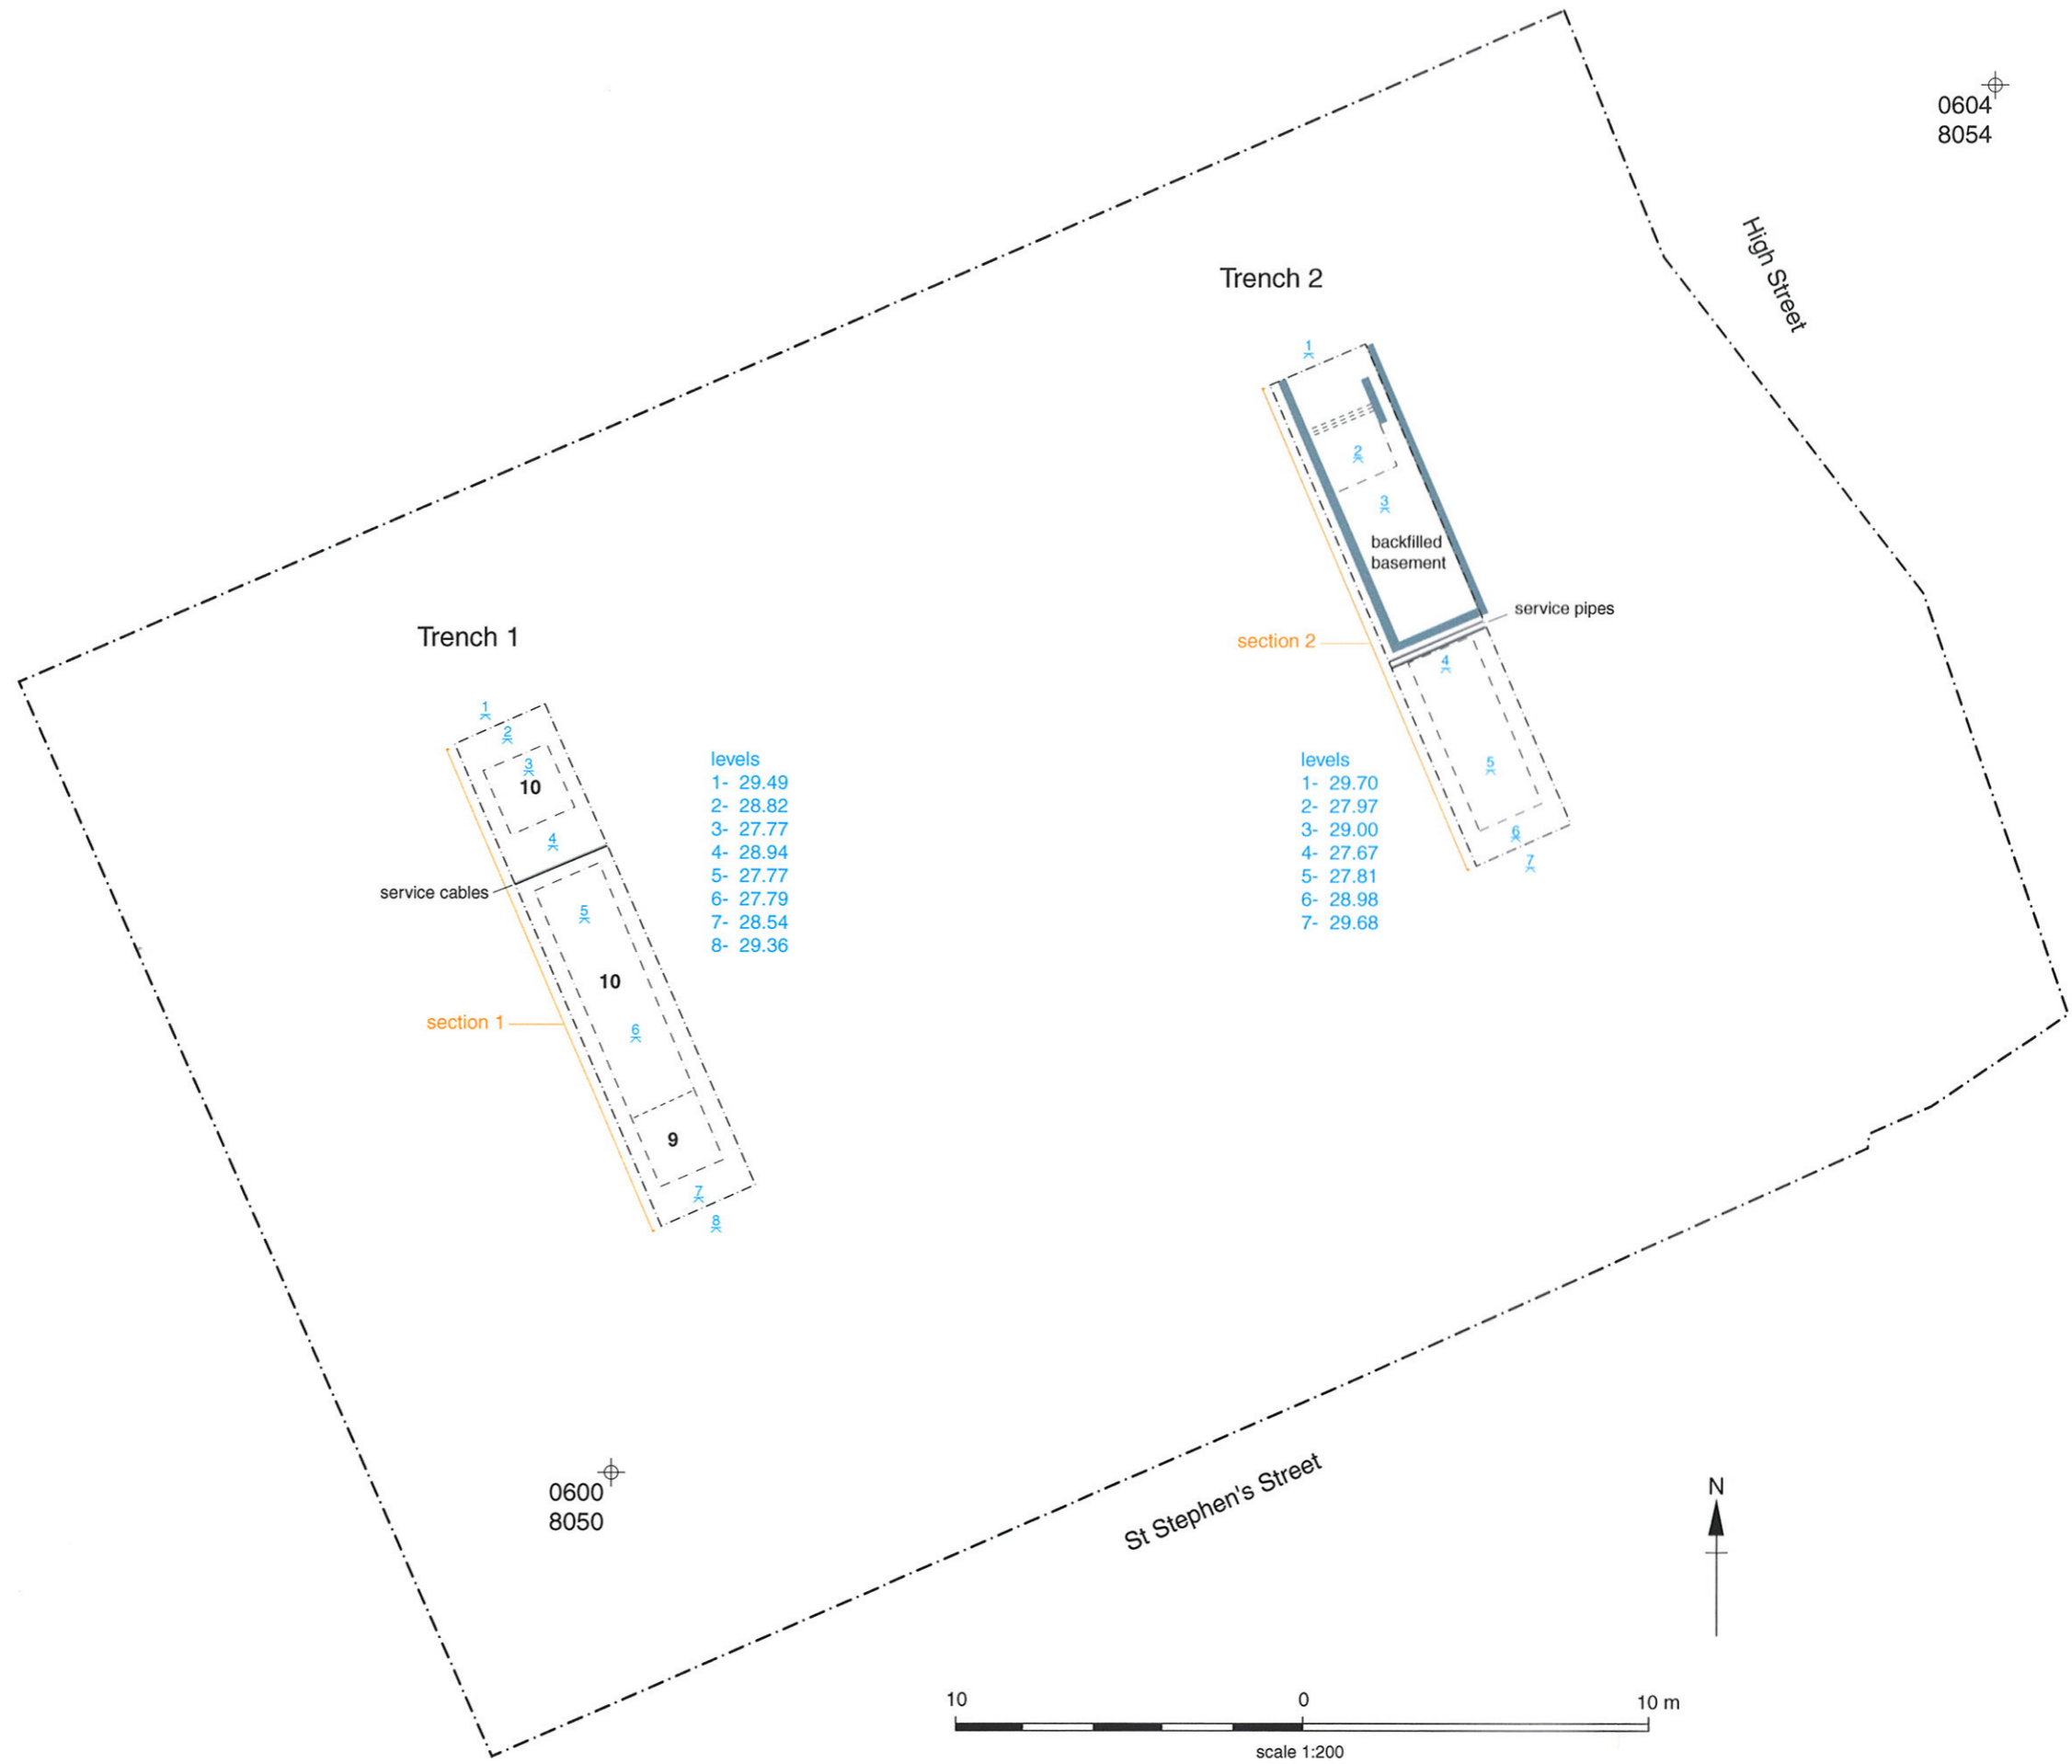 0604
8054
High Street
Trench 2
1
2
3
backfilled
basement
service pipes
section 2
4
5
6
7
levels
1- 29.70
2- 27.97
3- 29.00
4- 27.67
5- 27.81
6- 28.98
7- 29.68
Trench 1
1
2
3
10
4
service cables
5
10
section 1
6
9
7
8
levels
1- 29.49
2- 28.82
3- 27.77
4- 28.94
5- 27.77
6- 27.79
7- 28.54
8- 29.36
0600
8050
St Stephen's Street
N
10 0 10 m
scale 1:200